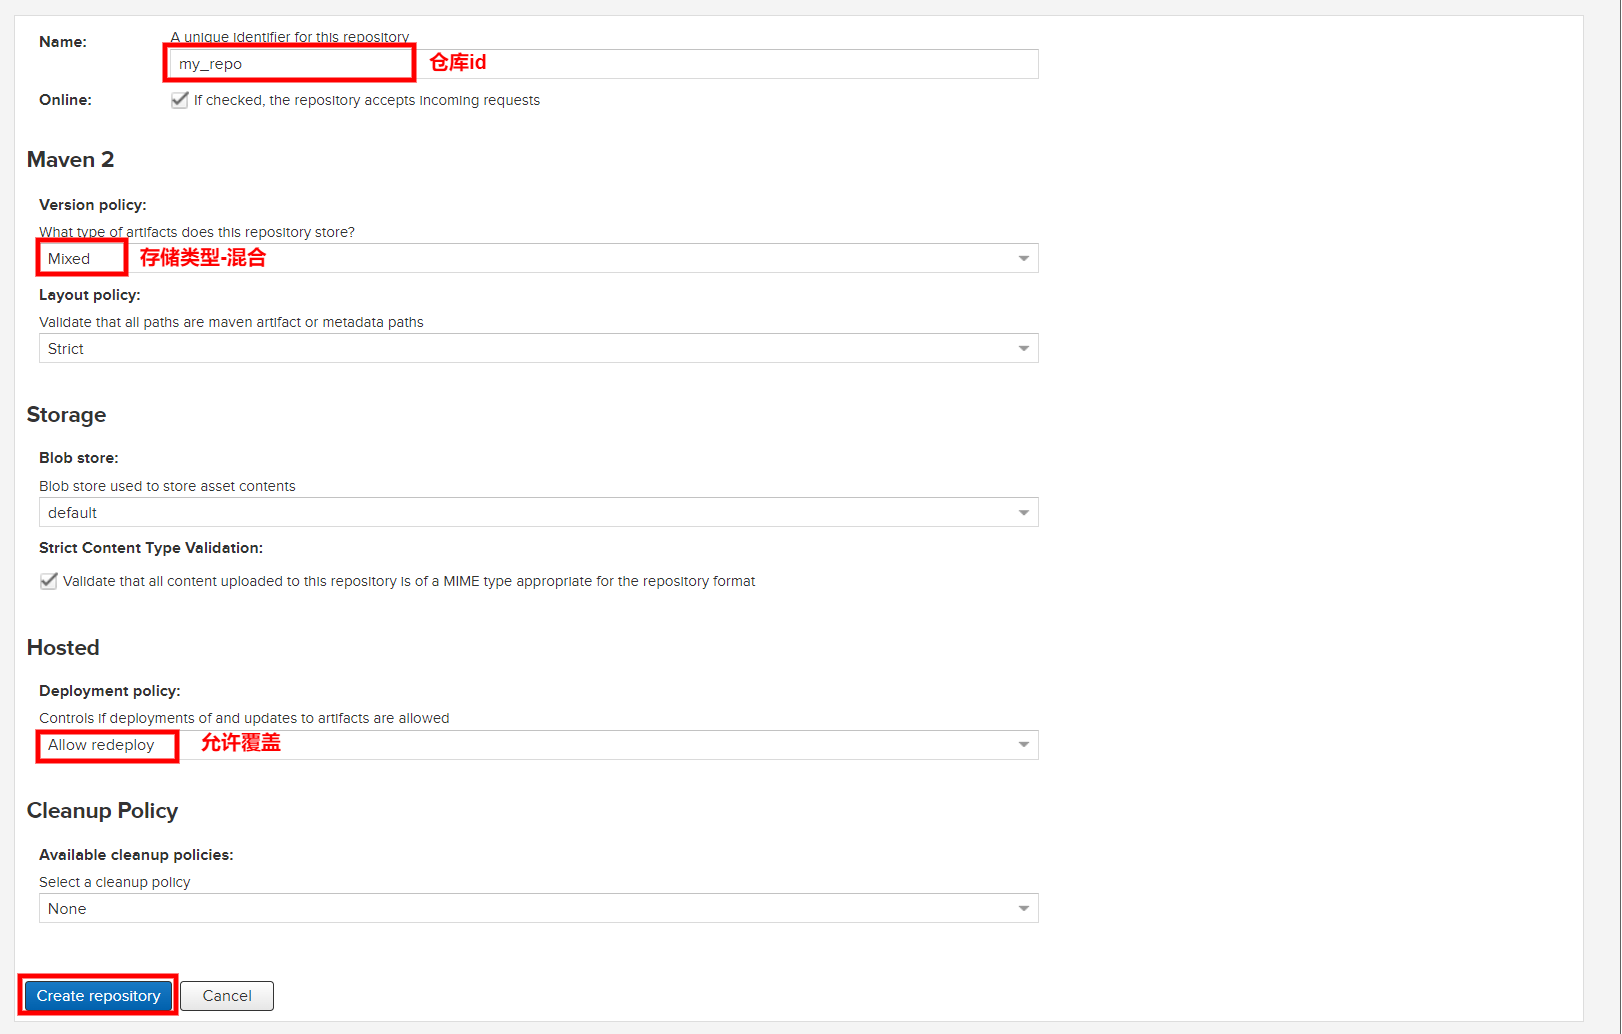 Name:
A unique identifier for this repository
my_repo 仓库id
Online:
If checked, the repository accepts incoming requests
Maven 2
Version policy:
What type of artifacts does this repository store?
Mixed 存储类型-混合
Layout policy:
Validate that all paths are maven artifact or metadata paths
Strict
Storage
Blob store:
Blob store used to store asset contents
default
Strict Content Type Validation:
Validate that all content uploaded to this repository is of a MIME type appropriate for the repository format
Hosted
Deployment policy:
Controls if deployments of and updates to artifacts are allowed
Allow redeploy 允许覆盖
Cleanup Policy
Available cleanup policies:
Select a cleanup policy
None
Create repository Cancel